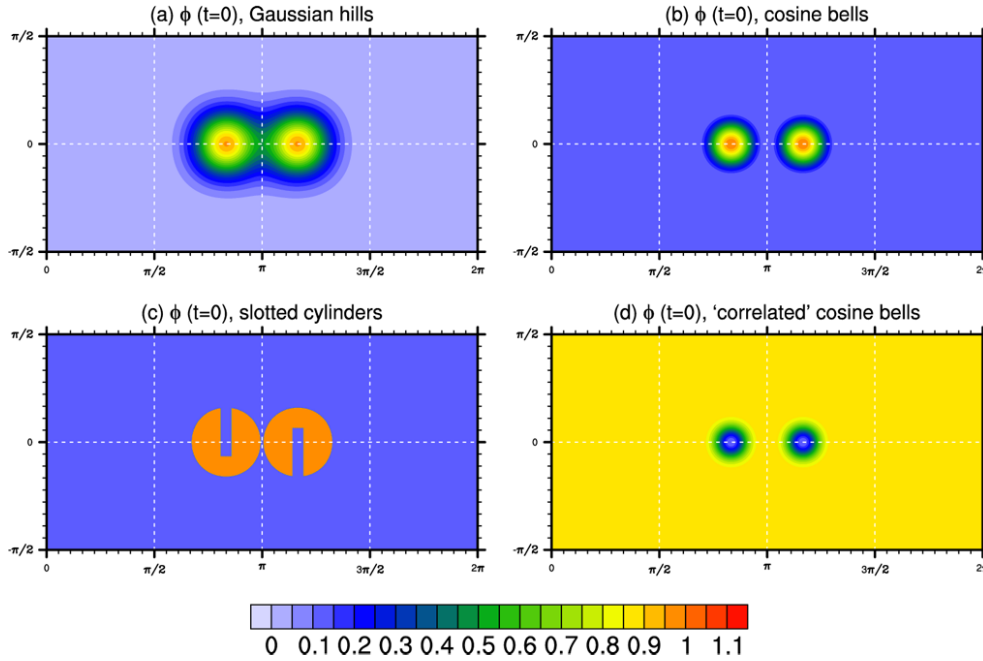 (a) ϕ (t=0), Gaussian hills
π/2
0
-π/2
0 π/2 π 3π/2 2π
(b) ϕ (t=0), cosine bells
π/2
0
-π/2
0 π/2 π 3π/2 2
(c) ϕ (t=0), slotted cylinders
π/2
0
-π/2
0 π/2 π 3π/2 2π
(d) ϕ (t=0), 'correlated' cosine bells
π/2
0
-π/2
0 π/2 π 3π/2 2
0 0.1 0.2 0.3 0.4 0.5 0.6 0.7 0.8 0.9 1 1.1